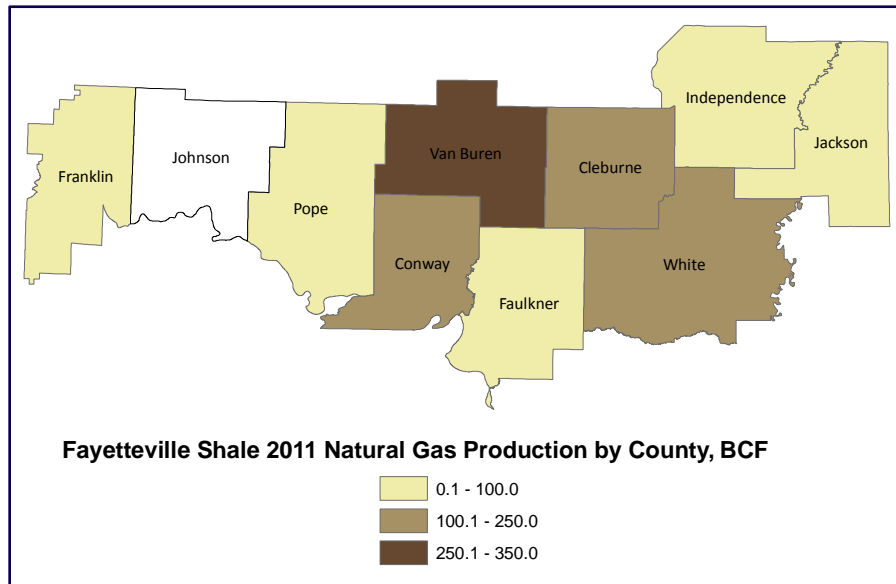 Independence
Jackson
Van Buren
Johnson
Cleburne
Franklin
Pope
Conway
White
Faulkner
Fayetteville Shale 2011 Natural Gas Production by County, BCF
0.1 - 100.0
100.1 - 250.0
250.1 - 350.0